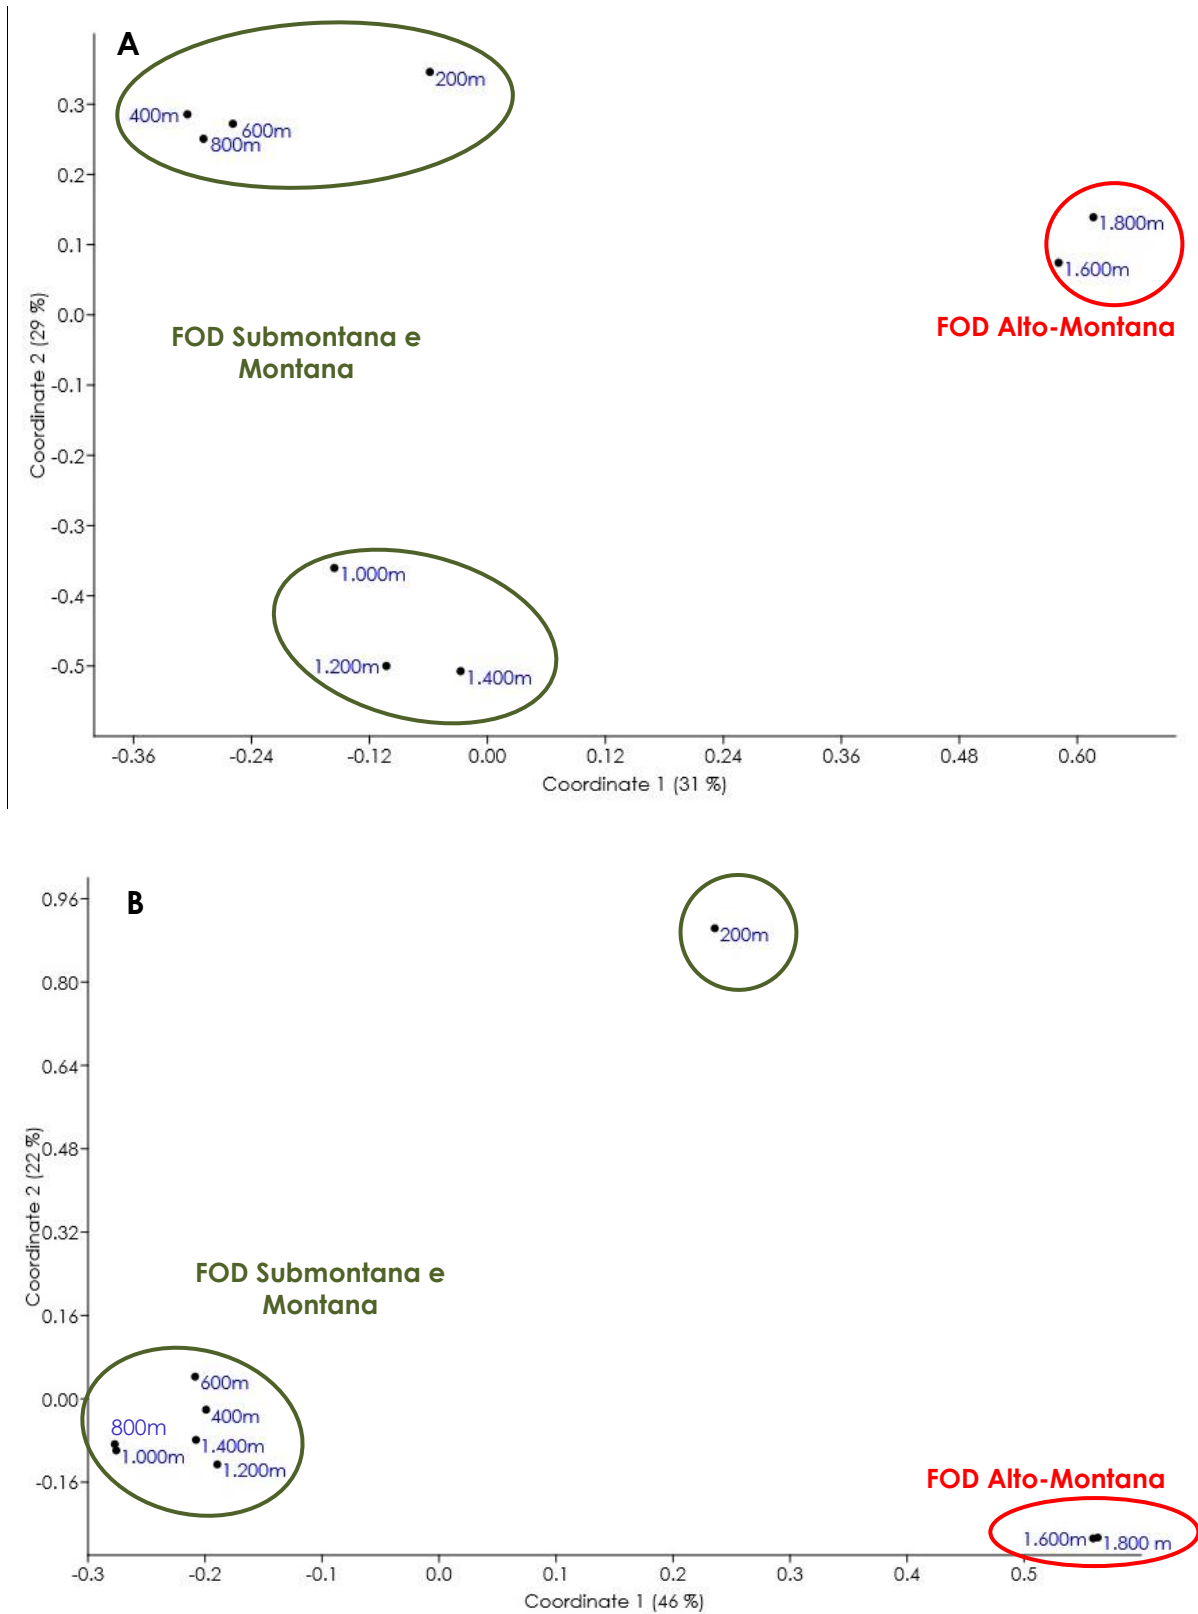 A
200m
0.3
400m
600m
800m
0.2
1.800m
0.1
1.600m
0.0
FOD Alto-Montana
FOD Submontana e
Montana
Coordinate 2 (29 %)
-0.1
-0.2
-0.3
1.000m
-0.4
-0.5
1.200m
1.400m
-0.36 -0.24 -0.12 0.00 0.12 0.24 0.36 0.48 0.60
Coordinate 1 (31 %)
B
0.96
200m
0.80
0.64
Coordinate 2 (22 %)
0.48
0.32
FOD Submontana e
Montana
0.16
0.00
600m
400m
800m
1.400m
1.000m
1.200m
-0.16
FOD Alto-Montana
1.600m 1.800 m
-0.3 -0.2 -0.1 0.0 0.1 0.2 0.3 0.4 0.5
Coordinate 1 (46 %)